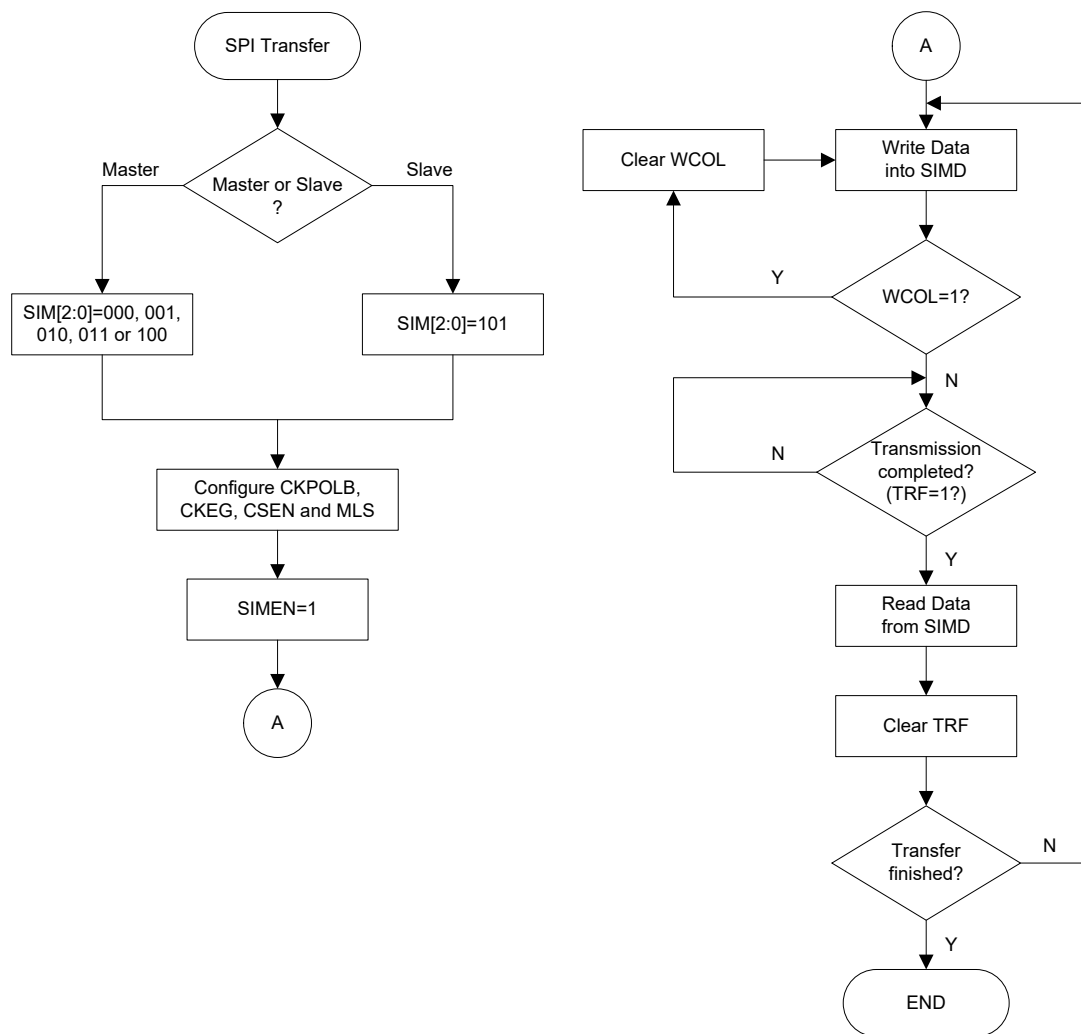 SPI Transfer
Master
Master or Slave
?
Slave
SIM[2:0]=000, 001,
010, 011 or 100
SIM[2:0]=101
Configure CKPOLB,
CKEG, CSEN and MLS
SIMEN=1
A
A
Clear WCOL
Write Data
into SIMD
Y
WCOL=1?
N
N
Transmission
completed?
(TRF=1?)
Y
Read Data
from SIMD
Clear TRF
Transfer
finished?
N
Y
END